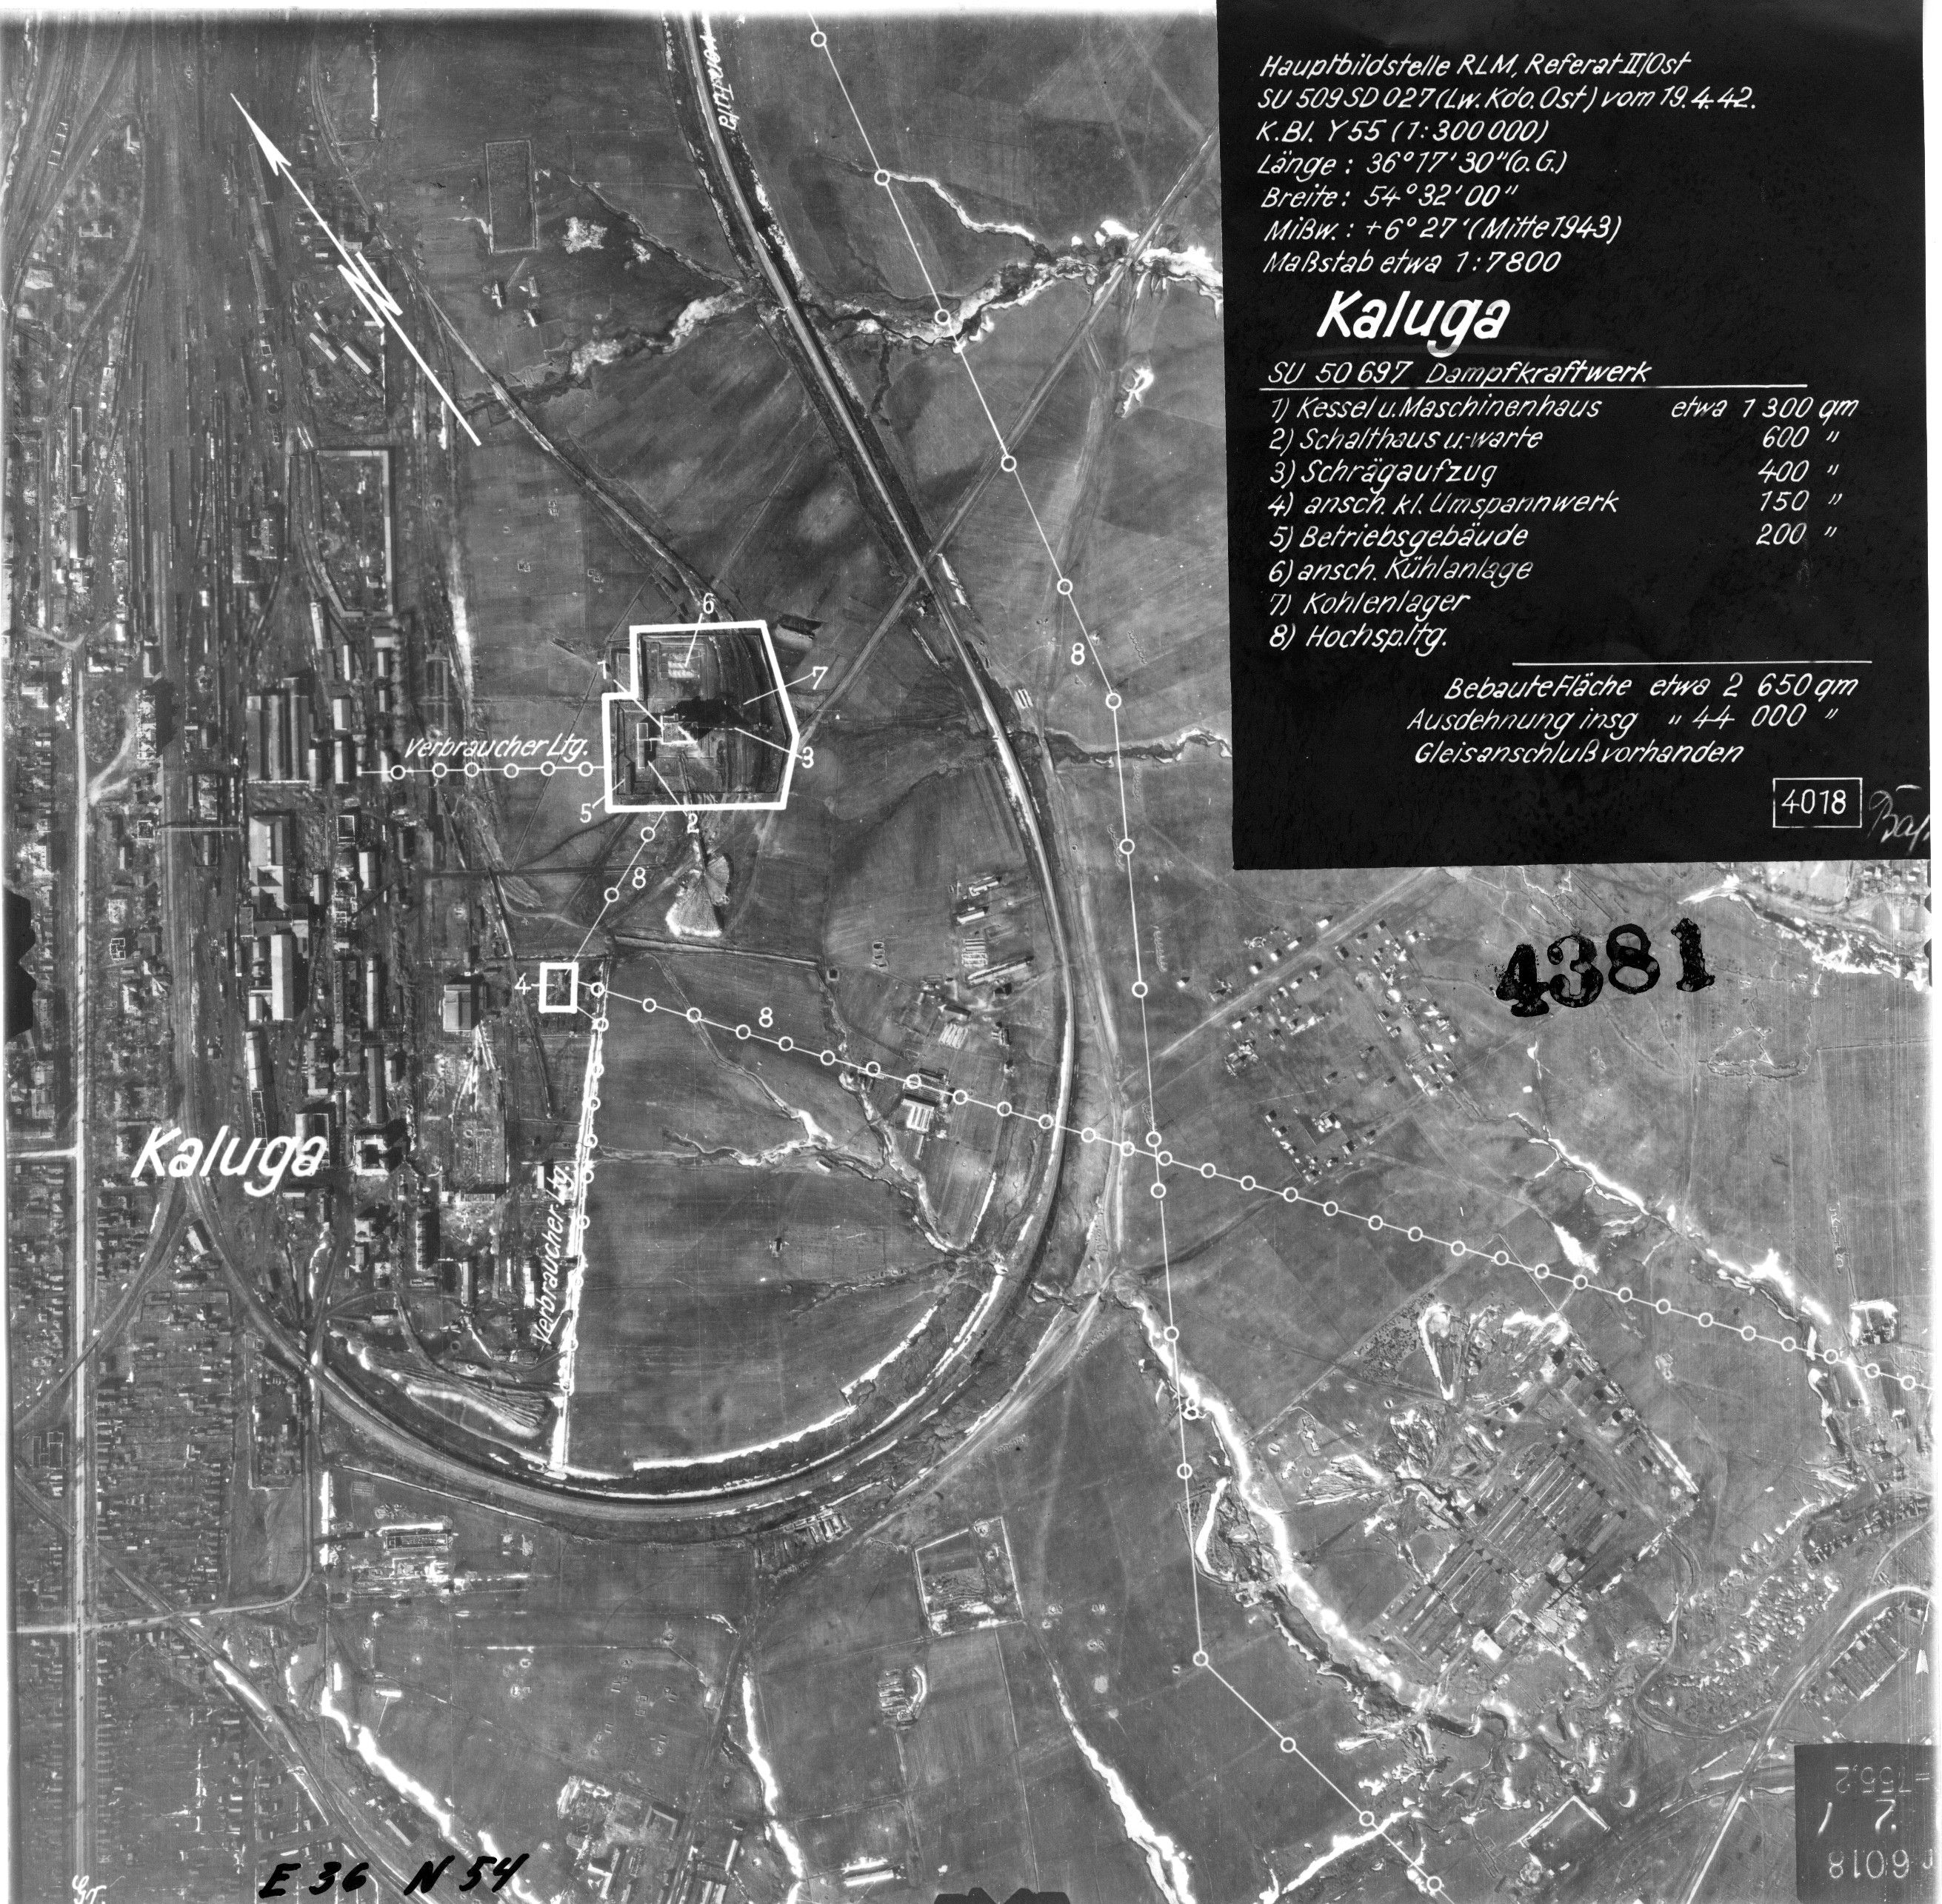 Hauptbildstelle RLM, Referat II/Ost
SU 509 SD 027 (Lw. Kdo. Ost) vom 19.4.42.
K.Bl. Y 55 (1:300 000)
Länge : 36° 17' 30" (ö.G.)
Breite : 54° 32' 00"
Mißw. : +6° 27' (Mitte 1943)
Maßstab etwa 1:7800
Kaluga
SU 50 697 Dampfkraftwerk
1) Kessel u. Maschinenhaus etwa 1 300 qm
2) Schalthaus u.-warte 600 "
3) Schrägaufzug 400 "
4) ansch. kl. Umspannwerk 150 "
5) Betriebsgebäude 200 "
6) ansch. Kühlanlage
7) Kohlenlager
8) Hochsp.ltg.
Bebaute Fläche etwa 2 650 qm
Ausdehnung insg " 44 000 "
Gleisanschluß vorhanden
4018
von Tula
6
8
1
7
Verbraucher Ltg.
3
5
2
8
4381
4
8
Kaluga
Verbraucher-Ltg.
8
=755,2
2
6018
E 36 N 54